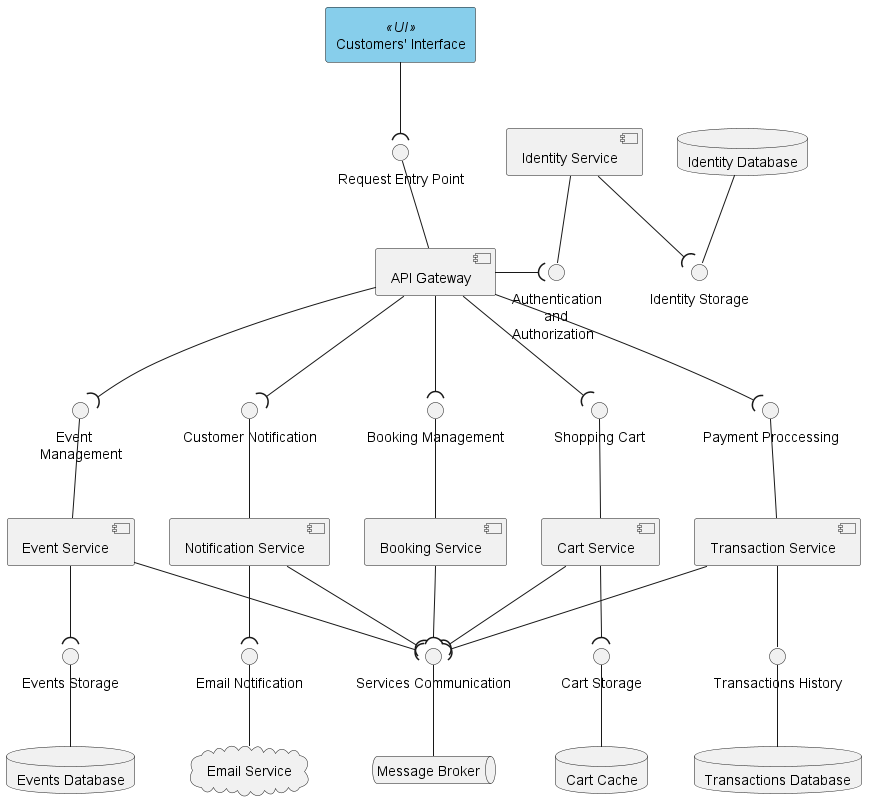 «UI»
Customers' Interface
Identity Service
Identity Database
Request Entry Point
API Gateway
Authentication
and
Authorization
Identity Storage
Event
Management
Customer Notification
Booking Management
Shopping Cart
Payment Proccessing
Event Service
Notification Service
Booking Service
Cart Service
Transaction Service
Events Storage
Email Notification
Services Communication
Cart Storage
Transactions History
Events Database
Email Service
Message Broker
Cart Cache
Transactions Database